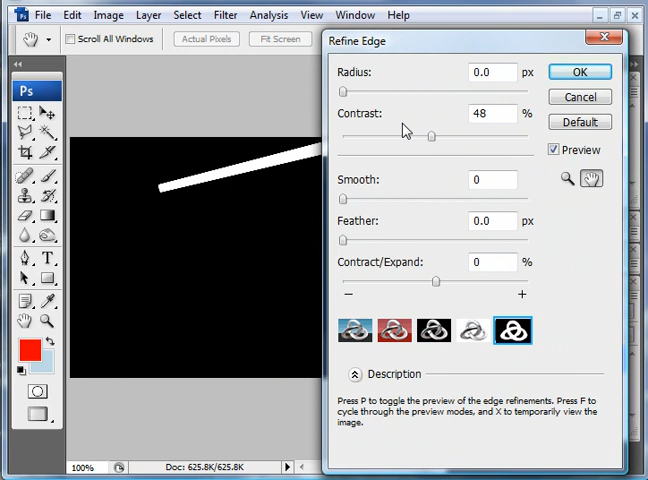 Ps File Edit Image Layer Select Filter Analysis View Window Help
Scroll All Windows Actual Pixels Fit Screen
Refine Edge
Ps
Radius: 0.0 px OK
Contrast: 48 % Cancel
Default
Preview
Smooth: 0
Feather: 0.0 px
Contract/Expand: 0 %
− +
Description
Press P to toggle the preview of the edge refinements. Press F to
cycle through the preview modes, and X to temporarily view the
image.
T
100% Doc: 625.8K/625.8K